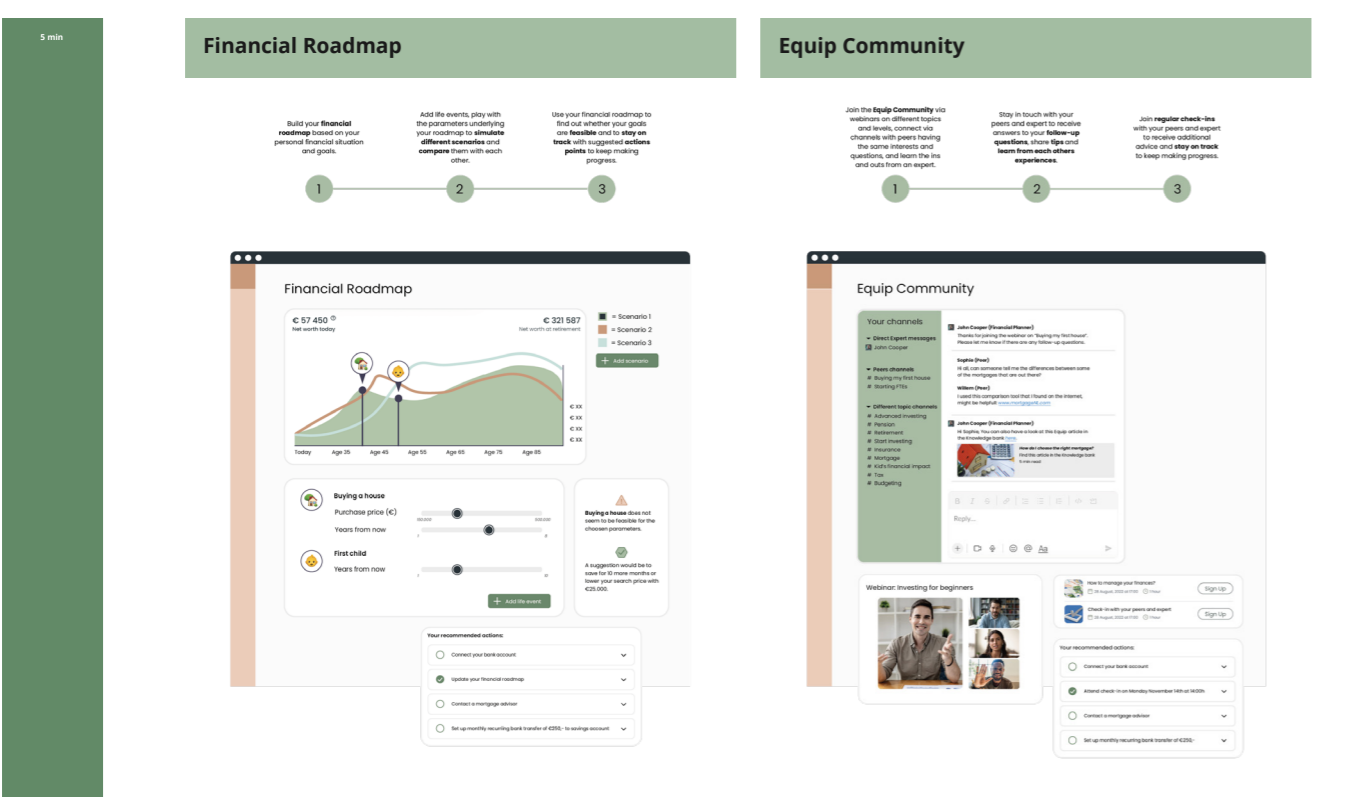 5 min
Financial Roadmap
Build your financial
roadmap based on your
personal financial situation
and goals.
Add life events, play with
the parameters underlying
your roadmap to simulate
different scenarios and
compare them with each
other.
Use your financial roadmap to
find out whether your goals
are feasible and to stay on
track with suggested actions
points to keep making
progress.
1
2
3
Financial Roadmap
€ 57 450
Net worth today
€ 321 587
Net worth at retirement
= Scenario 1
= Scenario 2
= Scenario 3
+ Add scenario
€ XX
€ XX
€ XX
€ XX
Today Age 35 Age 45 Age 55 Age 65 Age 75 Age 85
Buying a house
Purchase price (€)
Years from now
First child
Years from now
+ Add life event
Buying a house does not
seem to be feasible for the
choosen parameters.
A suggestion would be to
save for 10 more months or
lower your search price with
€25,000.
Your recommended actions:
Connect your bank account
Update your financial roadmap
Contact a mortgage advisor
Set up monthly recurring bank transfer of €250,- to savings account
Equip Community
Join the Equip Community via
webinars on different topics
and levels, connect via
channels with peers having
the same interests and
questions, and learn the ins
and outs from an expert.
Stay in touch with your
peers and expert to receive
answers to your follow-up
questions, share tips and
learn from each others
experiences.
Join regular check-ins
with your peers and expert
to receive additional
advice and stay on track
to keep making progress.
1
2
3
Equip Community
Your channels
Direct Expert messages
John Cooper
Peers channels
# Buying my first house
# Starting FTEs
Different topic channels
# Advanced investing
# Pension
# Retirement
# Start investing
# Insurance
# Mortgage
# Kid's financial impact
# Tax
# Budgeting
John Cooper (Financial Planner)
Thanks for joining the webinar on "Buying my first house".
Please let me know if there are any follow-up questions.
Sophie (Peer)
Hi all, can someone tell me the differences between some
of the mortgages that are out there?
Willem (Peer)
I used this comparison tool that I found on the internet,
might be helpful!
John Cooper (Financial Planner)
Hi Sophie, You can also have a look at this Equip article in
the Knowledge bank here.
How do I choose the right mortgage?
Find this article in the Knowledge bank
5 min read
B I S
Reply...
+ @ Aa
Webinar: Investing for beginners
How to manage your finances?
28 August, 2022 at 17:00 1 hour
Sign Up
Check-in with your peers and expert
28 August, 2022 at 17:00 1 hour
Sign Up
Your recommended actions:
Connect your bank account
Attend check-in on Monday November 14th at 14:00h
Contact a mortgage advisor
Set up monthly recurring bank transfer of €250,-